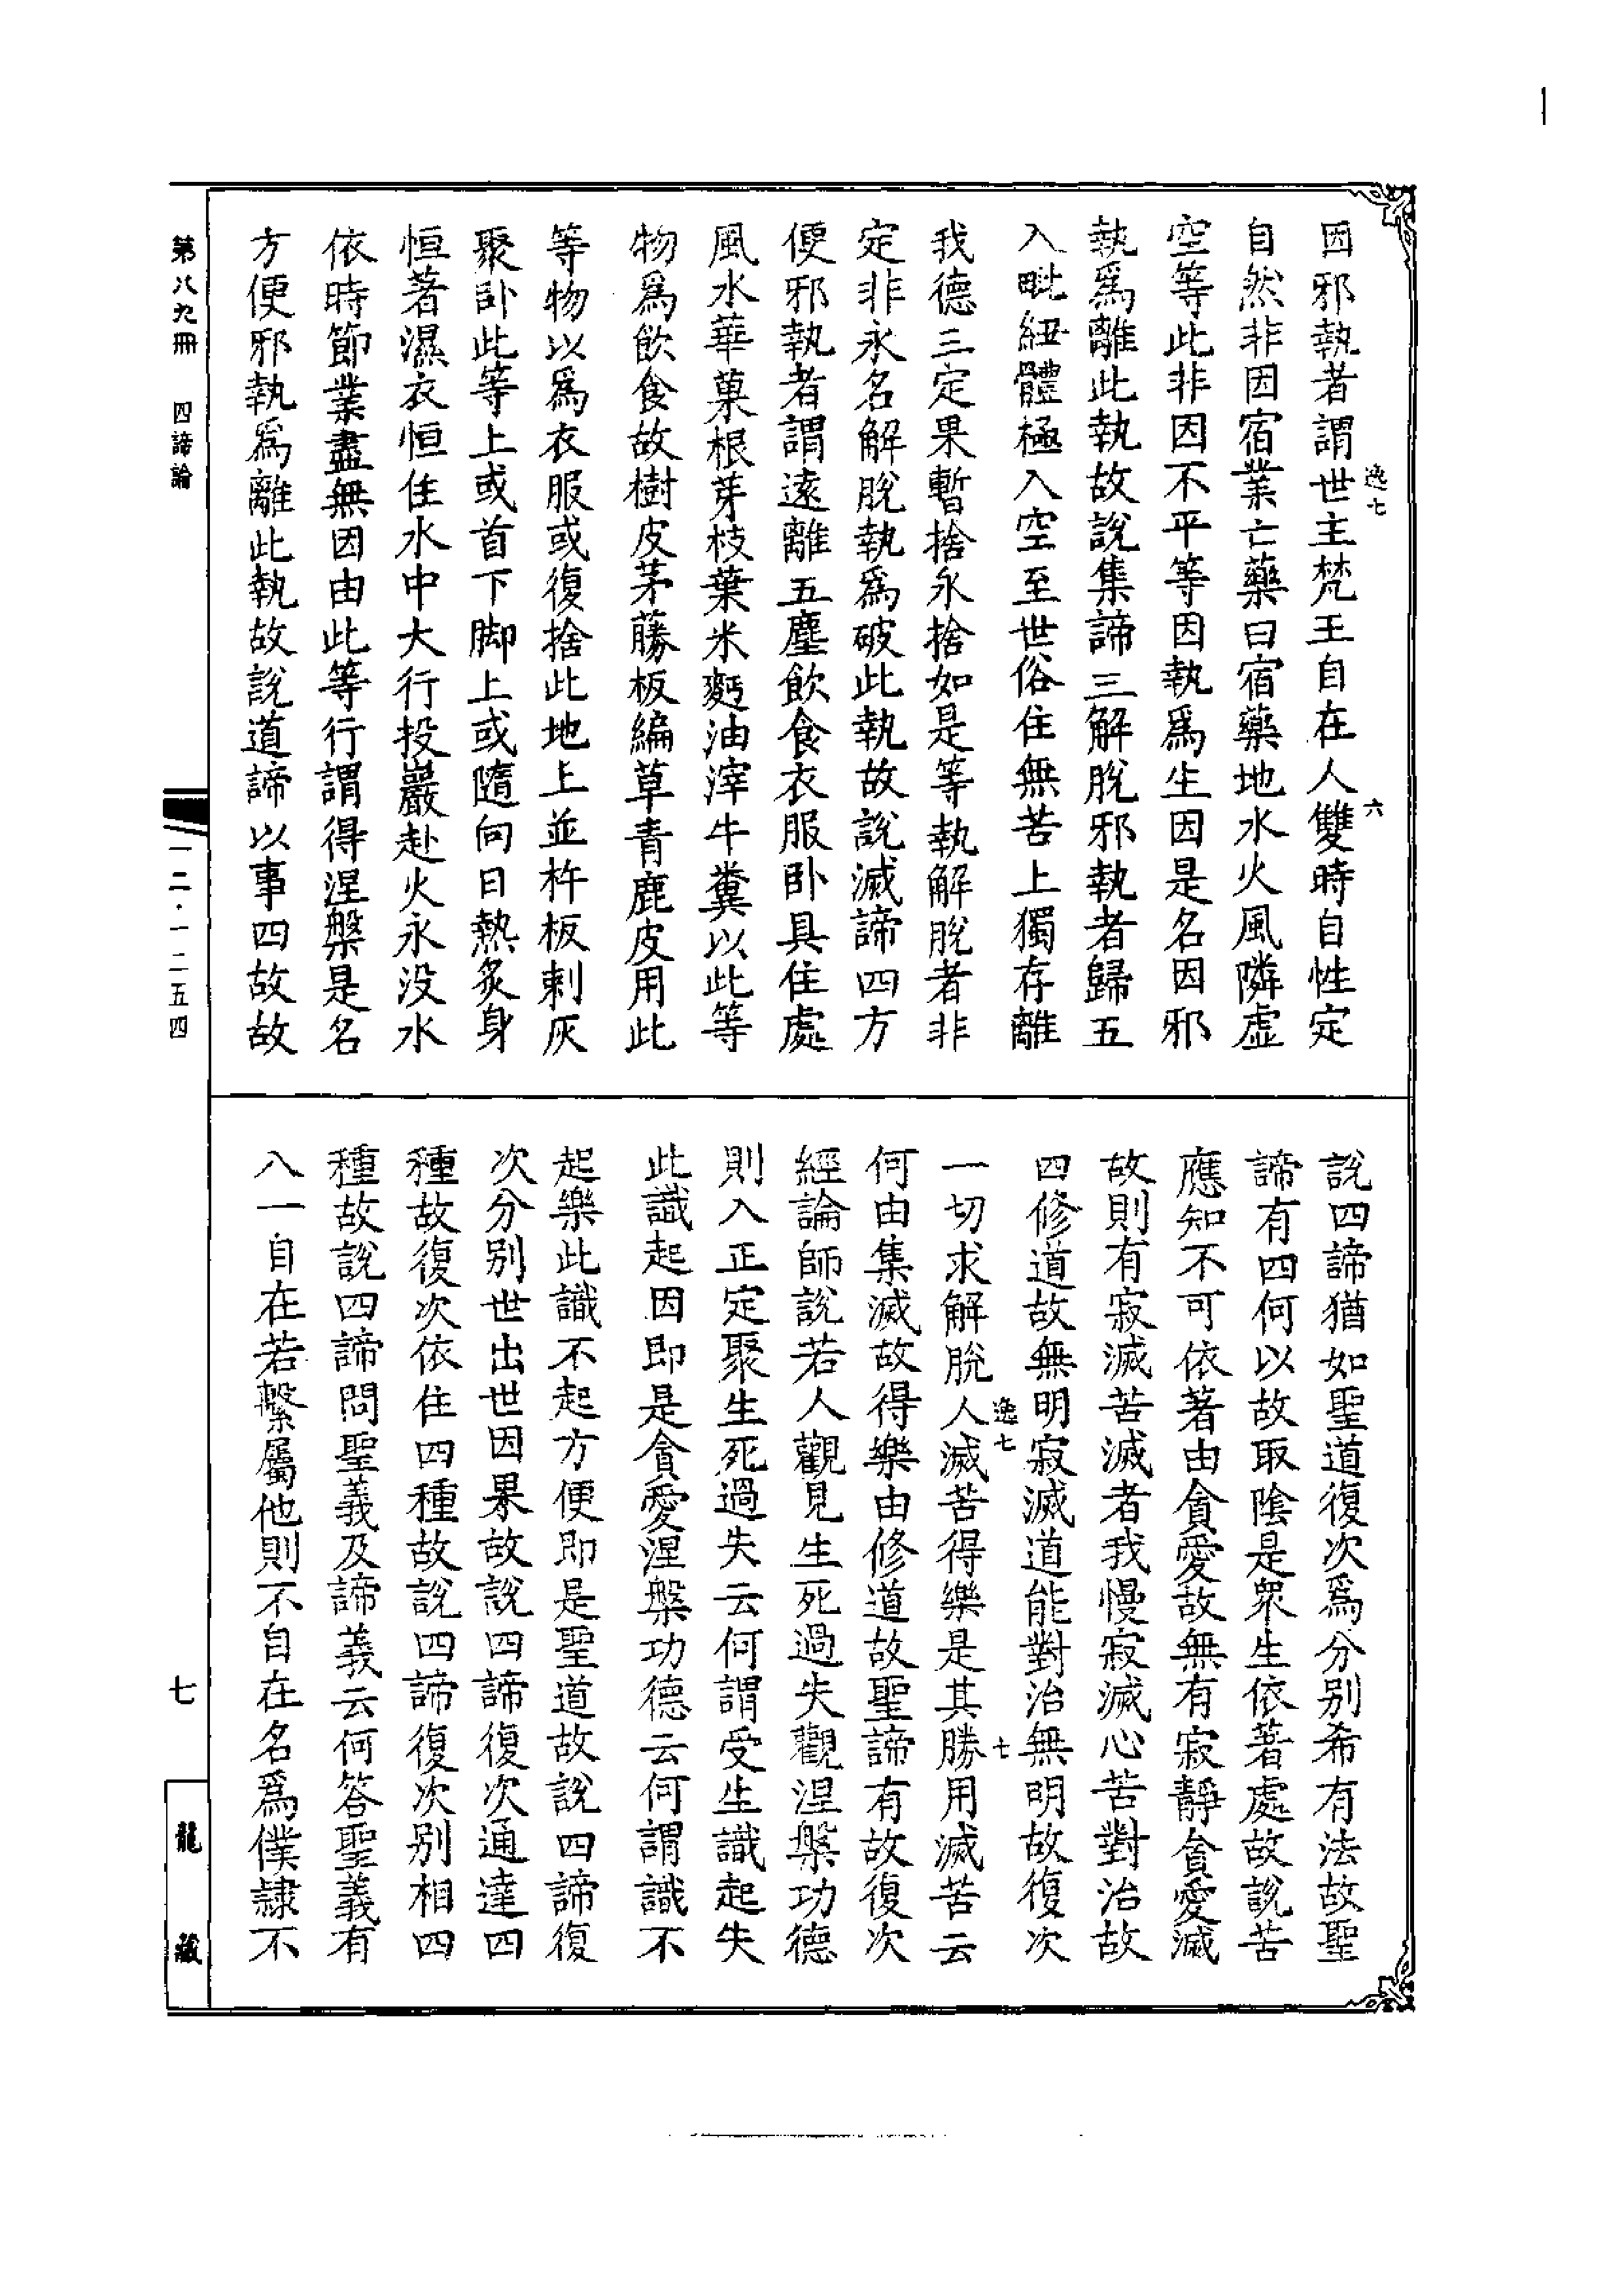 因邪執者謂世主梵王自在人雙時自性定
自然非因宿業亡藥曰宿藥地水火風隣虛
空等此非因不平等因執爲生因是名因邪
執爲離此執故說集諦三解脫邪執者歸五
入毗紐體極入空至世俗住無苦上獨存離
我德三定果暫捨永捨如是等執解脫者非
定非永名解脫執爲破此執故說滅諦四方
便邪執者謂遠離五塵飲食衣服臥具住處
風水華菓根芽枝葉米麪油滓牛糞以此等
物爲飲食故樹皮茅藤板編草青鹿皮用此
等物以爲衣服或復捨此地上並杵板刺灰
聚臥此等上或首下脚上或隨向日熱炙身
恒著濕衣恒住水中大行投巖赴火永没水
依時節業盡無因由此等行謂得涅槃是名
方便邪執爲離此執故說道諦以事四故故
說四諦猶如聖道復次爲分别希有法故聖
諦有四何以故取陰是衆生依著處故說苦
應知不可依著由貪愛故無有寂靜貪愛滅
故則有寂滅苦滅者我慢寂滅心苦對治故
四修道故無明寂滅道能對治無明故復次
一切求解脫人滅苦得樂是其勝用滅苦云
何由集滅故得樂由修道故聖諦有故復次
經論師說若人觀見生死過失觀涅槃功德
則入正定聚生死過失云何謂受生識起失
此識起因即是貪愛涅槃功德云何謂識不
起樂此識不起方便即是聖道故說四諦復
次分别世出世因果故說四諦復次通達四
種故復次依住四種故說四諦復次别相四
種故說四諦問聖義及諦義云何答聖義有
八一自在若繫屬他則不自在名爲僕隷不
逸七
六
逸七
七
第八九冊
四諦論
一二·一二五四
七
龍藏